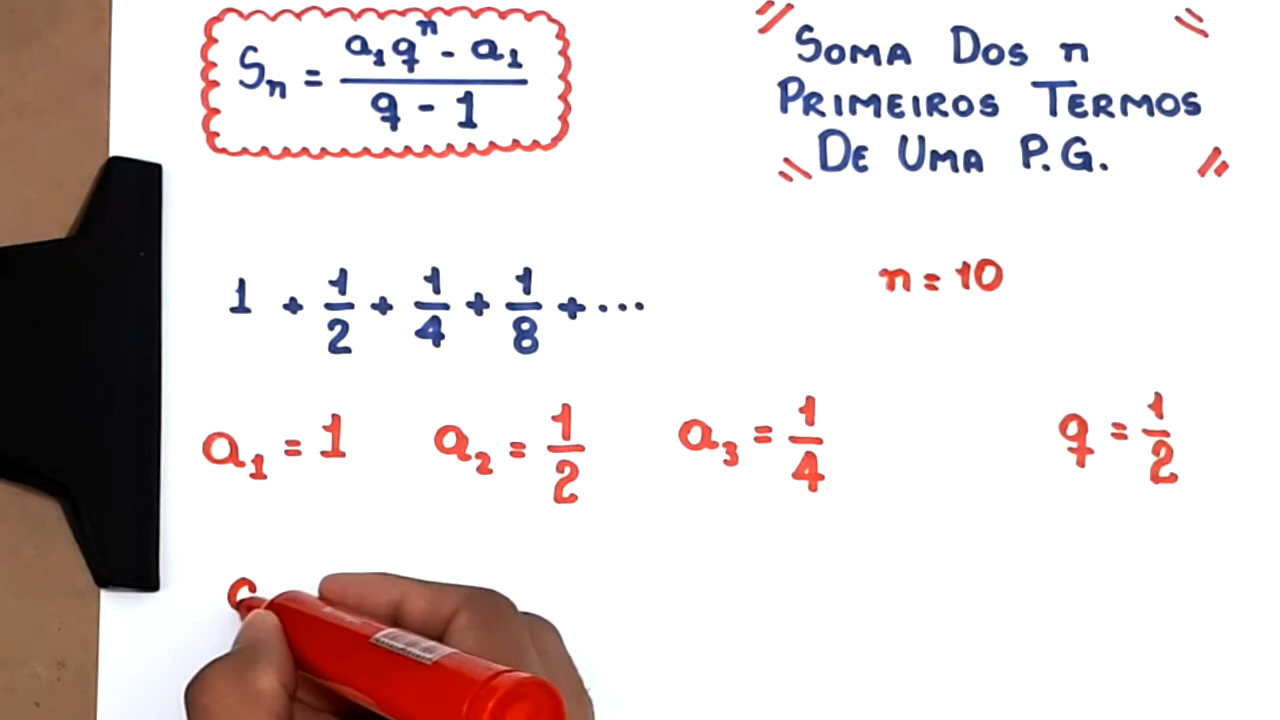 Sₙ = (a₁qⁿ - a₁)/(q - 1)
SOMA DOS n
PRIMEIROS TERMOS
DE UMA P.G.
n = 10
1 + 1/2 + 1/4 + 1/8 + ...
a₁ = 1 a₂ = 1/2 a₃ = 1/4 q = 1/2